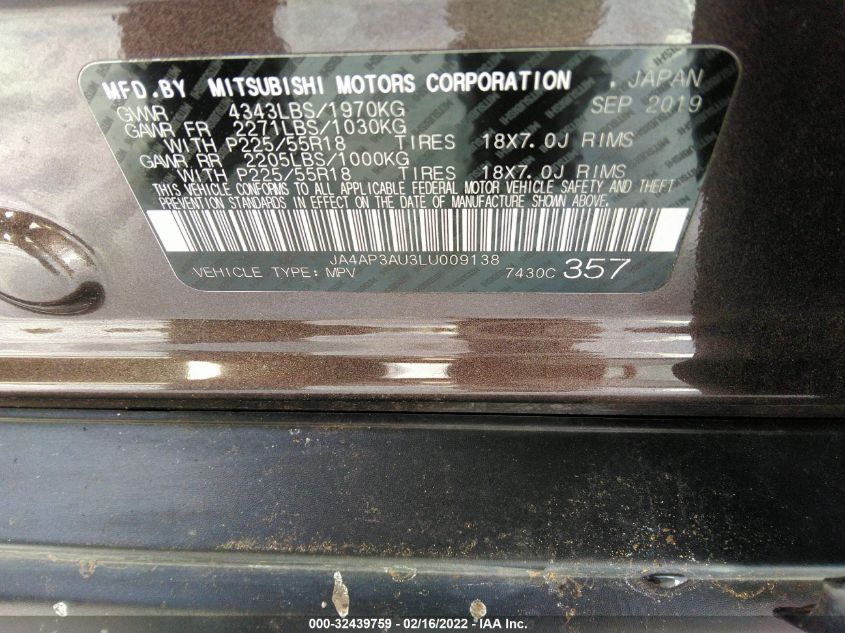 MFD.BY MITSUBISHI MOTORS CORPORATION . JAPAN
GVWR 4343LBS/1970KG SEP 2019
GAWR FR 2271LBS/1030KG
WITH P225/55R18 TIRES 18X7.0J RIMS
GAWR RR 2205LBS/1000KG
WITH P225/55R18 TIRES 18X7.0J RIMS
THIS VEHICLE CONFORMS TO ALL APPLICABLE FEDERAL MOTOR VEHICLE SAFETY AND THEFT
PREVENTION STANDARDS IN EFFECT ON THE DATE OF MANUFACTURE SHOWN ABOVE.
JA4AP3AU3LU009138
VEHICLE TYPE:MPV 7430C 357
000-32439759 - 02/16/2022 - IAA Inc.